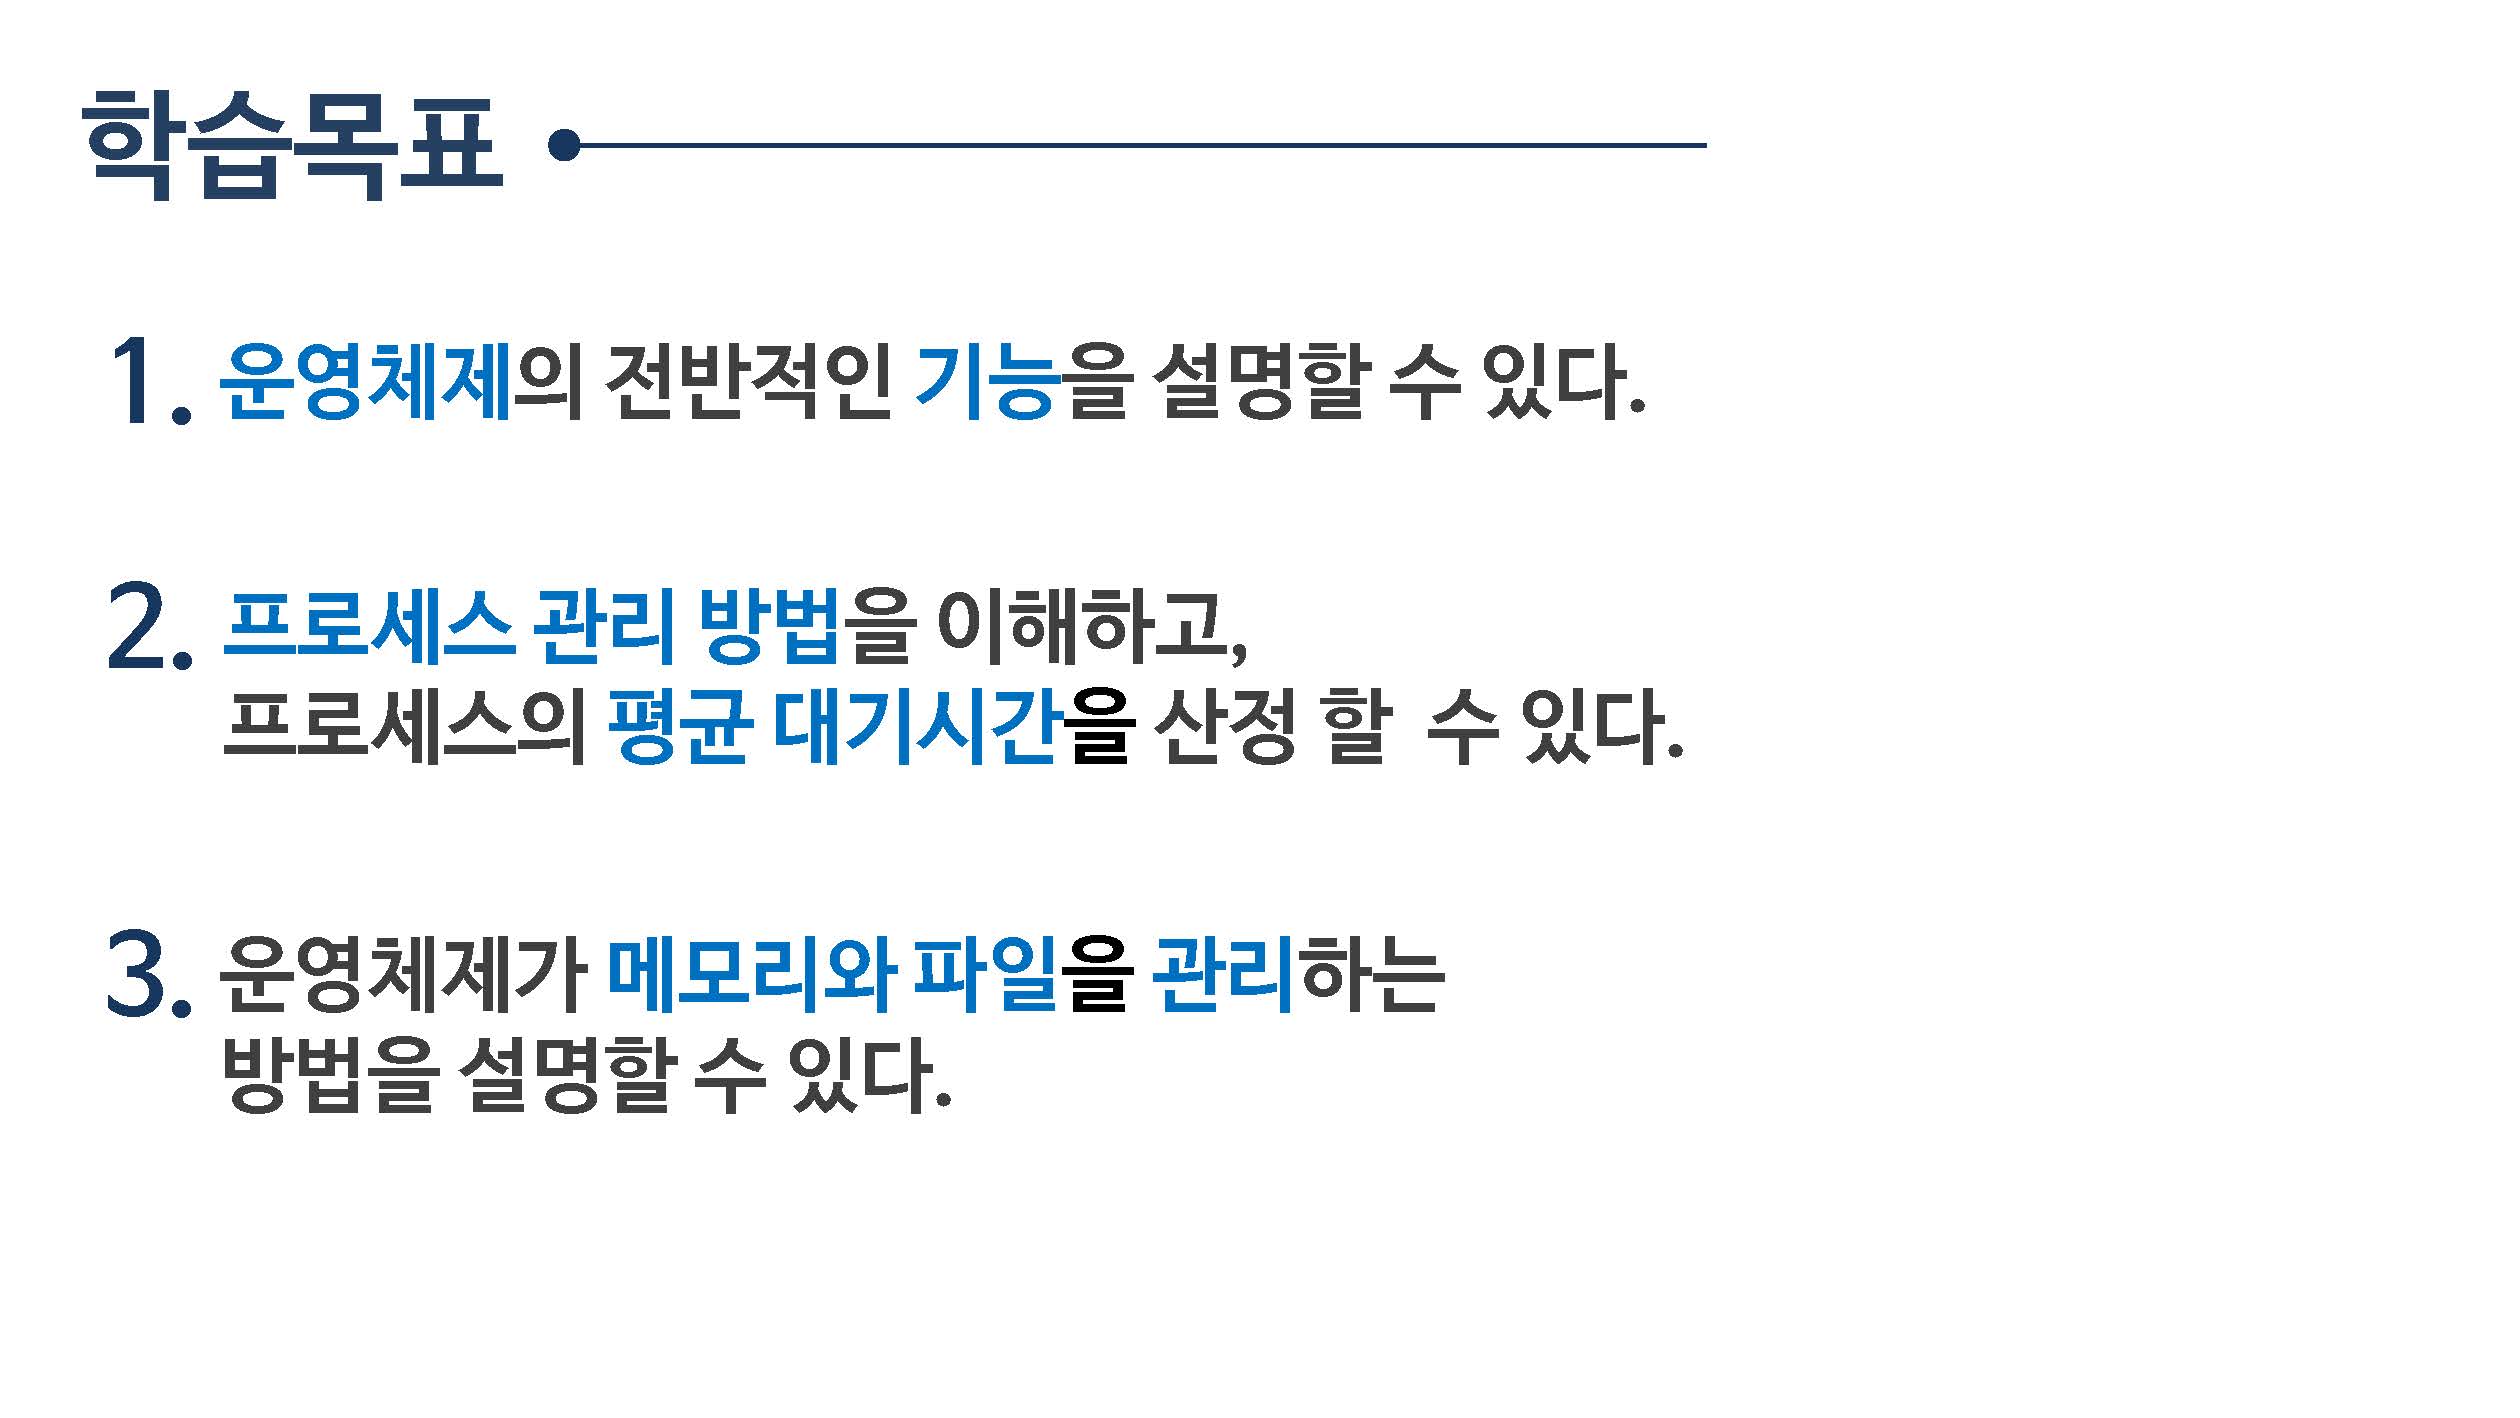 학습목표
1. 운영체제의 전반적인 기능을 설명할 수 있다.
2. 프로세스 관리 방법을 이해하고,
프로세스의 평균 대기시간을 산정 할 수 있다.
3. 운영체제가 메모리와 파일을 관리하는
방법을 설명할 수 있다.